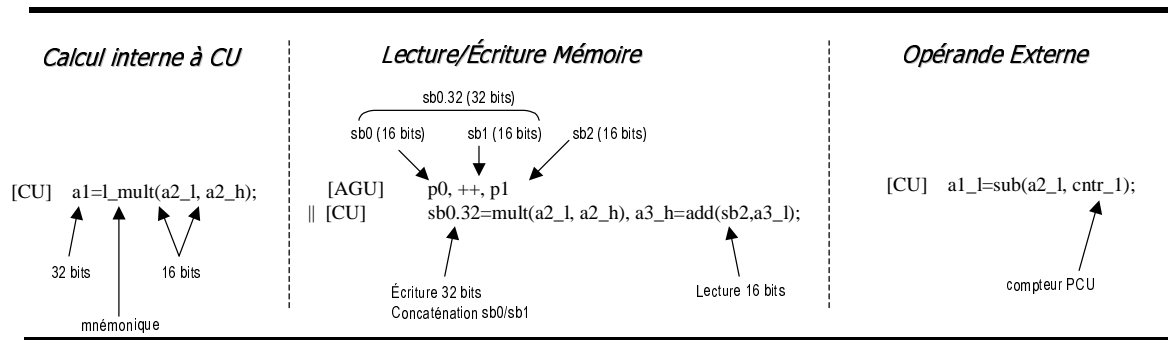 Calcul interne à CU
Lecture/Écriture Mémoire
Opérande Externe
[CU] a1=l_mult(a2_l, a2_h);
32 bits
16 bits
mnémonique
sb0.32 (32 bits)
sb0 (16 bits)
sb1 (16 bits)
sb2 (16 bits)
[AGU] p0, ++, p1
|| [CU] sb0.32=mult(a2_l, a2_h), a3_h=add(sb2,a3_l);
Écriture 32 bits
Concaténation sb0/sb1
Lecture 16 bits
[CU] a1_l=sub(a2_l, cntr_1);
compteur PCU